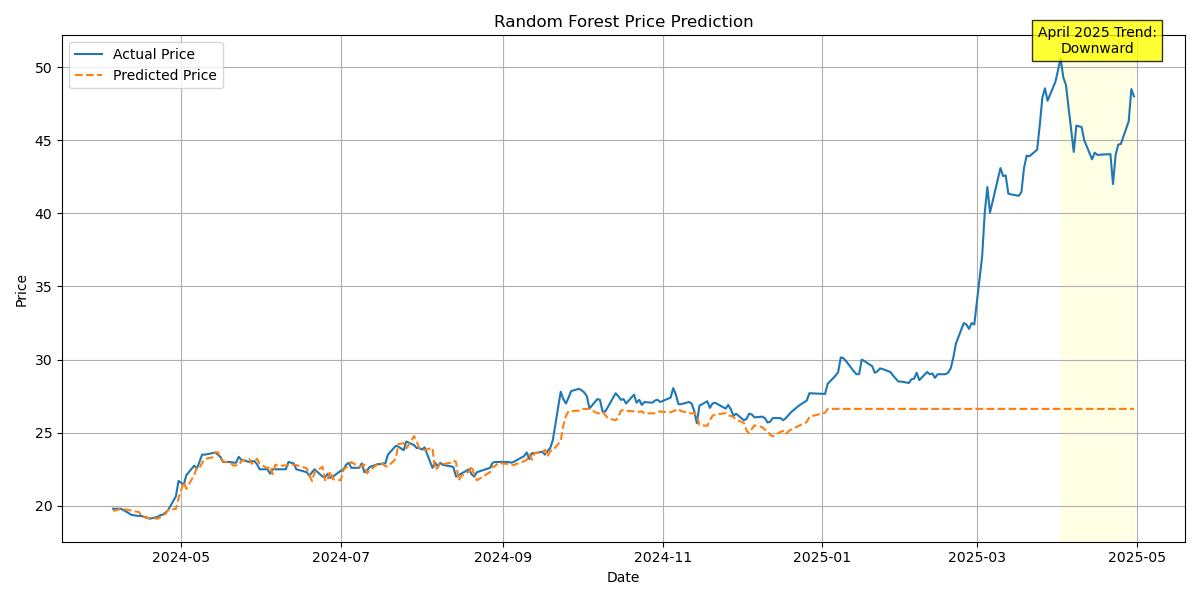 Random Forest Price Prediction
April 2025 Trend:
Downward
Actual Price
Predicted Price
Price
50
45
40
35
30
25
20
2024-05
2024-07
2024-09
2024-11
2025-01
2025-03
2025-05
Date